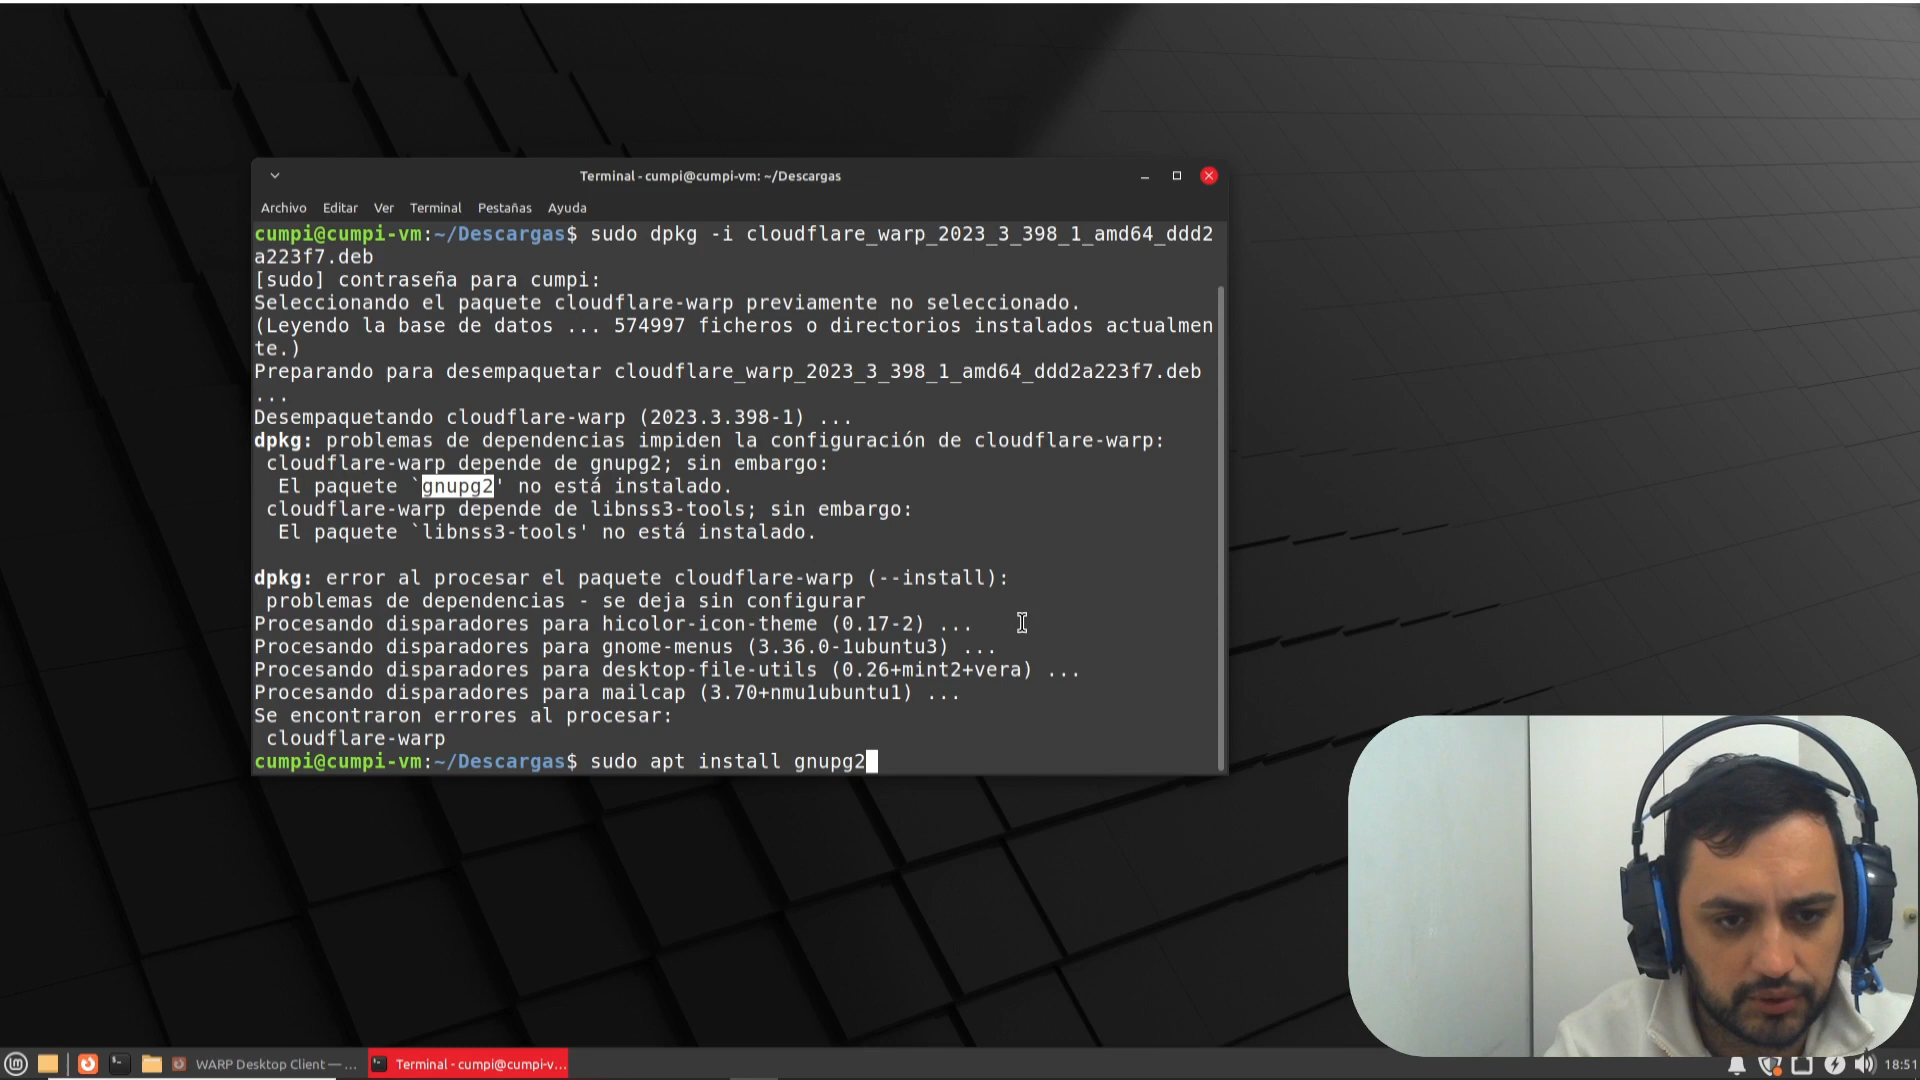 Terminal - cumpi@cumpi-vm: ~/Descargas
Archivo Editar Ver Terminal Pestañas Ayuda
cumpi@cumpi-vm:~/Descargas$ sudo dpkg -i cloudflare_warp_2023_3_398_1_amd64_ddd2
a223f7.deb
[sudo] contraseña para cumpi:
Seleccionando el paquete cloudflare-warp previamente no seleccionado.
(Leyendo la base de datos ... 574997 ficheros o directorios instalados actualmen
te.)
Preparando para desempaquetar cloudflare_warp_2023_3_398_1_amd64_ddd2a223f7.deb
...
Desempaquetando cloudflare-warp (2023.3.398-1) ...
dpkg: problemas de dependencias impiden la configuración de cloudflare-warp:
cloudflare-warp depende de gnupg2; sin embargo:
El paquete `gnupg2' no está instalado.
cloudflare-warp depende de libnss3-tools; sin embargo:
El paquete `libnss3-tools' no está instalado.
dpkg: error al procesar el paquete cloudflare-warp (--install):
problemas de dependencias - se deja sin configurar
Procesando disparadores para hicolor-icon-theme (0.17-2) ...
Procesando disparadores para gnome-menus (3.36.0-1ubuntu3) ...
Procesando disparadores para desktop-file-utils (0.26+mint2+vera) ...
Procesando disparadores para mailcap (3.70+nmu1ubuntu1) ...
Se encontraron errores al procesar:
cloudflare-warp
cumpi@cumpi-vm:~/Descargas$ sudo apt install gnupg2
WARP Desktop Client — ... Terminal - cumpi@cumpi-v... 18:51